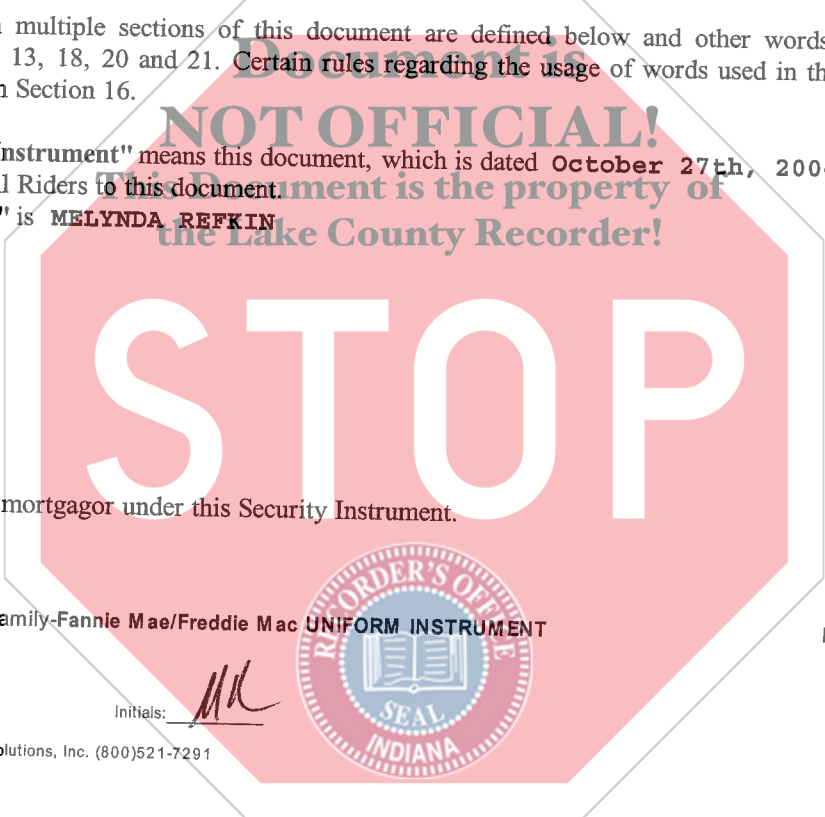 multiple sections of this document are defined below and other words
13, 18, 20 and 21. Certain rules regarding the usage of words used in
Section 16.
Document is
NOT OFFICIAL!
This Document is the property of
the Lake County Recorder!
Instrument" means this document, which is dated October 27th,
Riders to this document.
" is MELYNDA REFKIN
STOP
mortgagor under this Security Instrument.
RECORDER'S OFFICE
SEAL
INDIANA
amily-Fannie Mae/Freddie Mac UNIFORM INSTRUMENT
Initials: MR
olutions, Inc. (800)521-7291